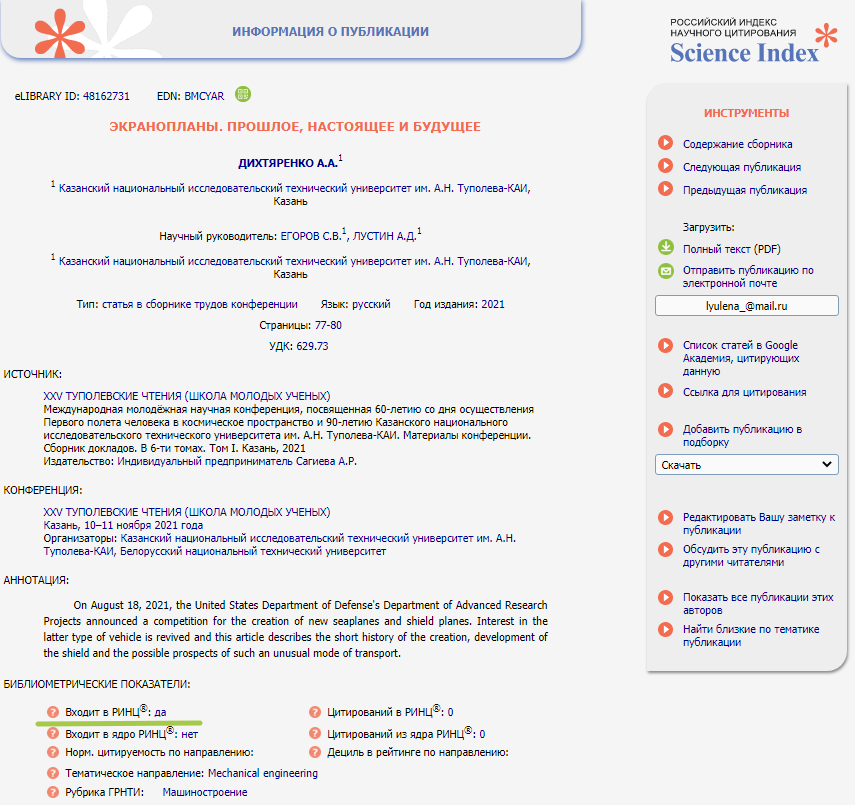 ИНФОРМАЦИЯ О ПУБЛИКАЦИИ
РОССИЙСКИЙ ИНДЕКС
НАУЧНОГО ЦИТИРОВАНИЯ
Science Index
eLIBRARY ID: 48162731 EDN: BMCYAR
ЭКРАНОПЛАНЫ. ПРОШЛОЕ, НАСТОЯЩЕЕ И БУДУЩЕЕ
ДИХТЯРЕНКО А.А.1
1 Казанский национальный исследовательский технический университет им. А.Н. Туполева-КАИ,
Казань
Научный руководитель: ЕГОРОВ С.В.1, ЛУСТИН А.Д.1
1 Казанский национальный исследовательский технический университет им. А.Н. Туполева-КАИ,
Казань
Тип: статья в сборнике трудов конференции Язык: русский Год издания: 2021
Страницы: 77-80
УДК: 629.73
ИСТОЧНИК:
XXV ТУПОЛЕВСКИЕ ЧТЕНИЯ (ШКОЛА МОЛОДЫХ УЧЕНЫХ)
Международная молодёжная научная конференция, посвященная 60-летию со дня осуществления
Первого полета человека в космическое пространство и 90-летию Казанского национального
исследовательского технического университета им. А.Н. Туполева-КАИ. Материалы конференции.
Сборник докладов. В 6-ти томах. Том I. Казань, 2021
Издательство: Индивидуальный предприниматель Сагиева А.Р.
КОНФЕРЕНЦИЯ:
XXV ТУПОЛЕВСКИЕ ЧТЕНИЯ (ШКОЛА МОЛОДЫХ УЧЕНЫХ)
Казань, 10–11 ноября 2021 года
Организаторы: Казанский национальный исследовательский технический университет им. А.Н.
Туполева-КАИ, Белорусский национальный технический университет
АННОТАЦИЯ:
On August 18, 2021, the United States Department of Defense's Department of Advanced Research
Projects announced a competition for the creation of new seaplanes and shield planes. Interest in the
latter type of vehicle is revived and this article describes the short history of the creation, development of
the shield and the possible prospects of such an unusual mode of transport.
БИБЛИОМЕТРИЧЕСКИЕ ПОКАЗАТЕЛИ:
Входит в РИНЦ®: да Цитирований в РИНЦ®: 0
Входит в ядро РИНЦ®: нет Цитирований из ядра РИНЦ®: 0
Норм. цитируемость по направлению: Дециль в рейтинге по направлению:
Тематическое направление: Mechanical engineering
Рубрика ГРНТИ: Машиностроение
ИНСТРУМЕНТЫ
Содержание сборника
Следующая публикация
Предыдущая публикация
Загрузить:
Полный текст (PDF)
Отправить публикацию по
электронной почте
lyulena_@mail.ru
Список статей в Google
Академия, цитирующих
данную
Ссылка для цитирования
Добавить публикацию в
подборку
Скачать
Редактировать Вашу заметку к
публикации
Обсудить эту публикацию с
другими читателями
Показать все публикации этих
авторов
Найти близкие по тематике
публикации